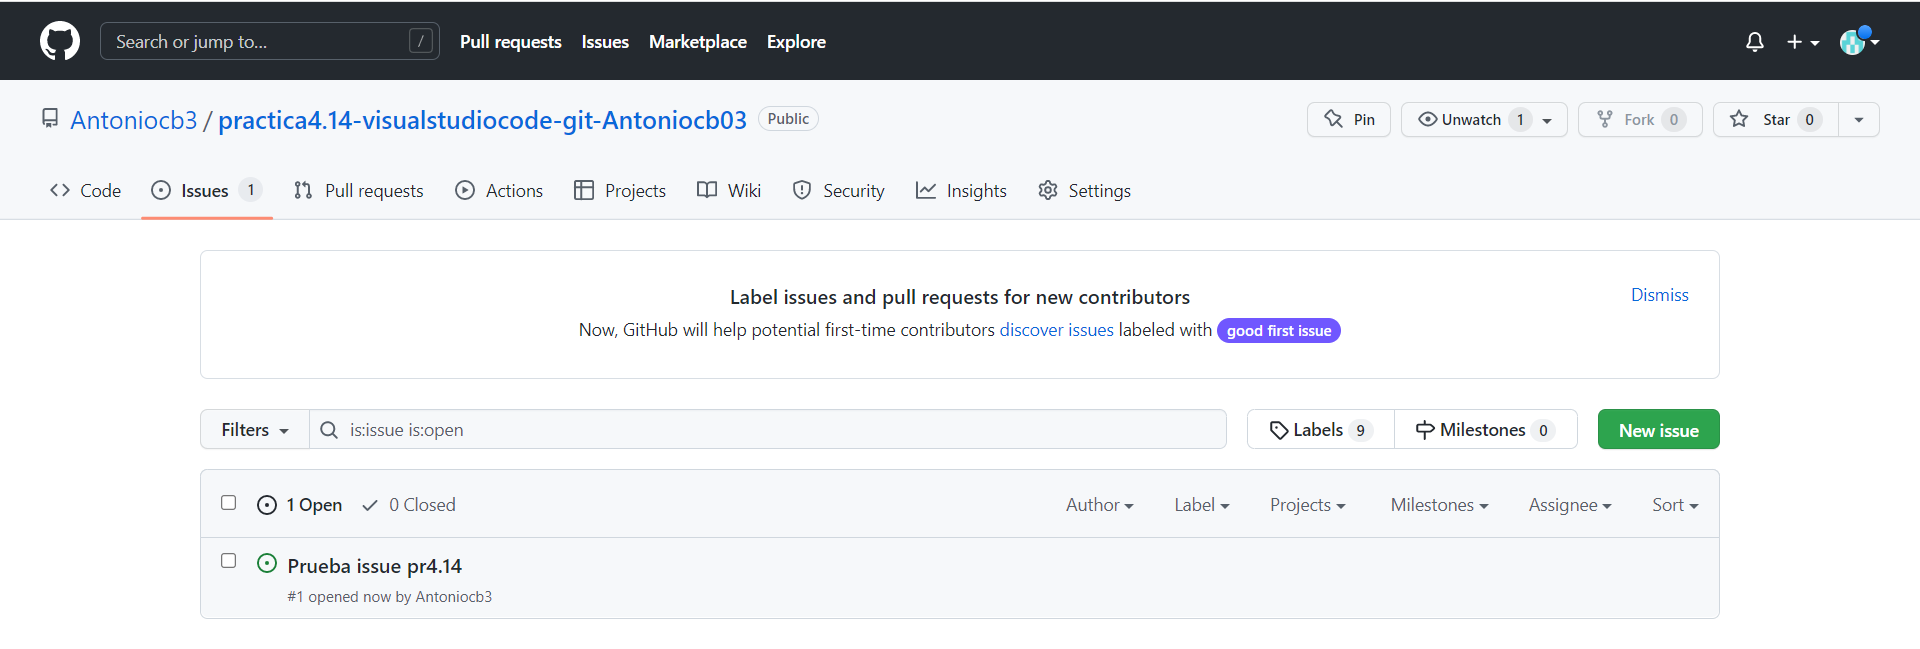 Search or jump to... / Pull requests Issues Marketplace Explore
Antoniocb3 / practica4.14-visualstudiocode-git-Antoniocb03 Public Pin Unwatch 1 Fork 0 Star 0
Code Issues 1 Pull requests Actions Projects Wiki Security Insights Settings
Label issues and pull requests for new contributors Dismiss
Now, GitHub will help potential first-time contributors discover issues labeled with good first issue
Filters is:issue is:open Labels 9 Milestones 0 New issue
1 Open 0 Closed Author Label Projects Milestones Assignee Sort
Prueba issue pr4.14
#1 opened now by Antoniocb3